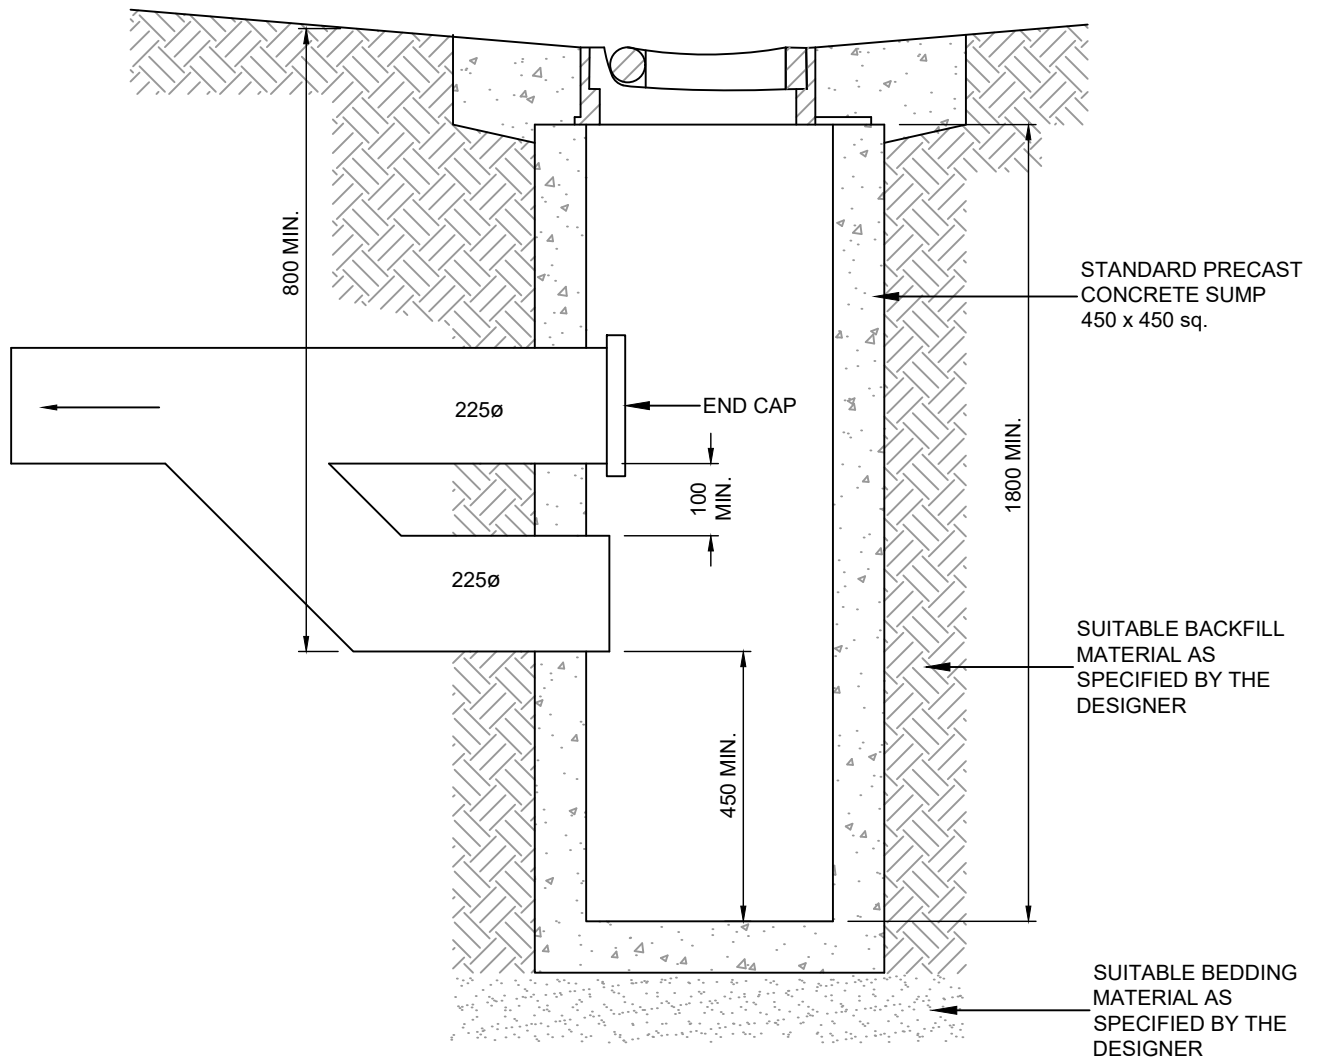 800 MIN.
STANDARD PRECAST
CONCRETE SUMP
450 x 450 sq.
225ø
END CAP
100
MIN.
1800 MIN.
225ø
SUITABLE BACKFILL
MATERIAL AS
SPECIFIED BY THE
DESIGNER
450 MIN.
SUITABLE BEDDING
MATERIAL AS
SPECIFIED BY THE
DESIGNER